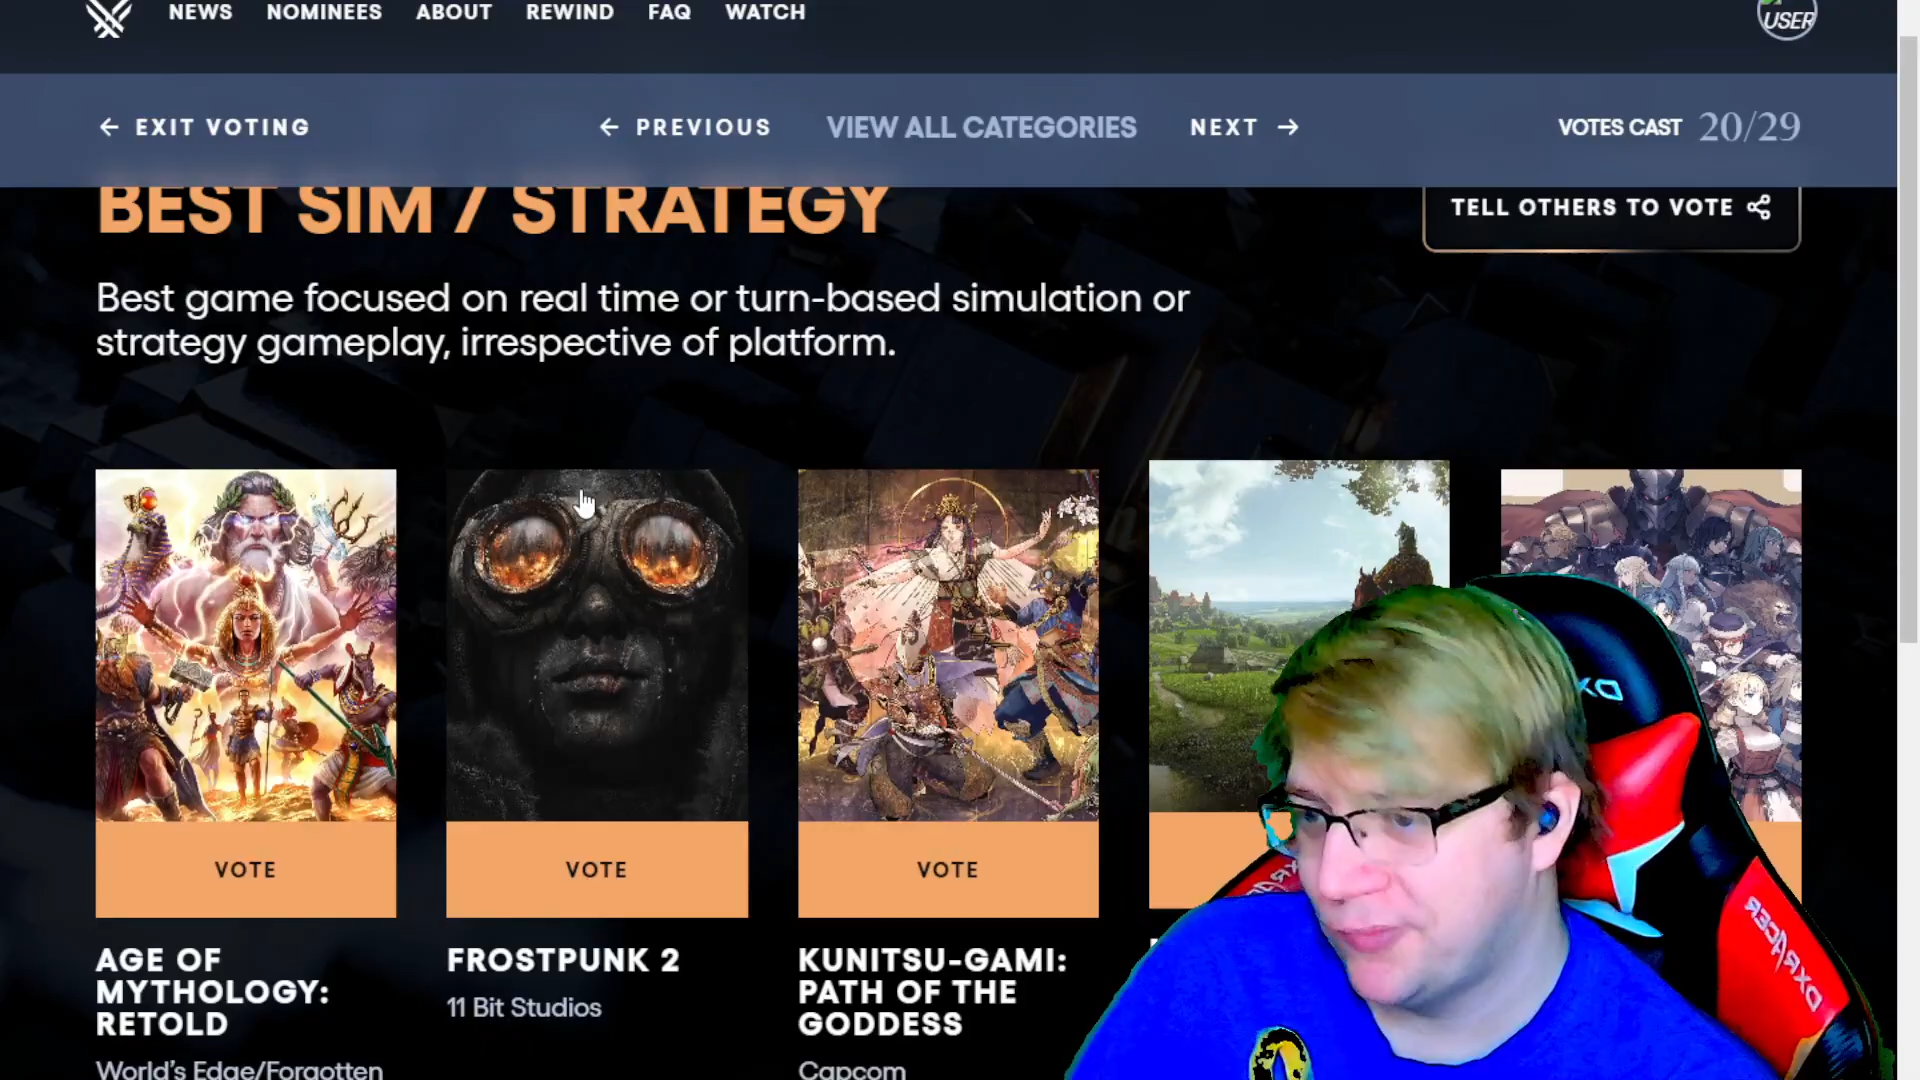 NEWS NOMINEES ABOUT REWIND FAQ WATCH
USER
EXIT VOTING
PREVIOUS
VIEW ALL CATEGORIES
NEXT
VOTES CAST 20/29
BEST SIM / STRATEGY
TELL OTHERS TO VOTE
Best game focused on real time or turn-based simulation or
strategy gameplay, irrespective of platform.
VOTE
VOTE
VOTE
AGE OF
MYTHOLOGY:
RETOLD
World's Edge/Forgotten
FROSTPUNK 2
11 Bit Studios
KUNITSU-GAMI:
PATH OF THE
GODDESS
Capcom
DXRACER